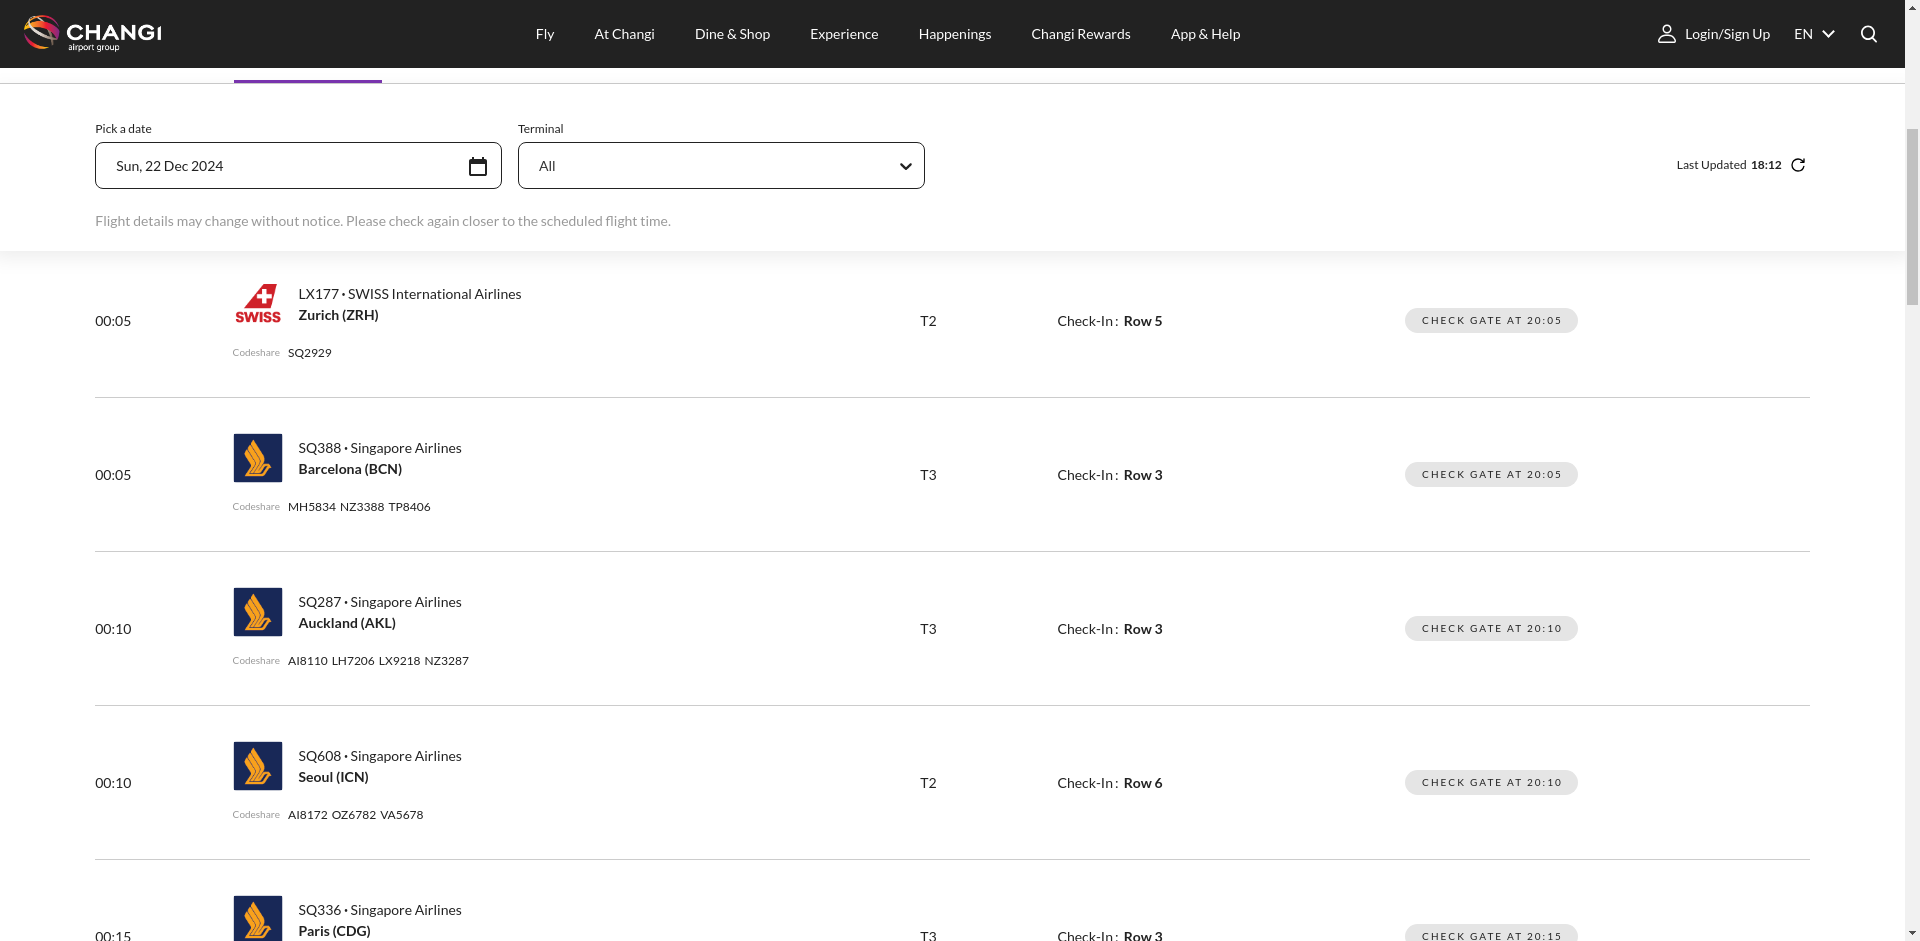 CHANGI
airport group
Fly
At Changi
Dine & Shop
Experience
Happenings
Changi Rewards
App & Help
Login/Sign Up
EN
Pick a date
Terminal
Sun, 22 Dec 2024
All
Last Updated 18:12
Flight details may change without notice. Please check again closer to the scheduled flight time.
00:05
SWISS
LX177 · SWISS International Airlines
Zurich (ZRH)
Codeshare SQ2929
T2
Check-In : Row 5
CHECK GATE AT 20:05
00:05
SQ388 · Singapore Airlines
Barcelona (BCN)
Codeshare MH5834 NZ3388 TP8406
T3
Check-In : Row 3
CHECK GATE AT 20:05
00:10
SQ287 · Singapore Airlines
Auckland (AKL)
Codeshare AI8110 LH7206 LX9218 NZ3287
T3
Check-In : Row 3
CHECK GATE AT 20:10
00:10
SQ608 · Singapore Airlines
Seoul (ICN)
Codeshare AI8172 OZ6782 VA5678
T2
Check-In : Row 6
CHECK GATE AT 20:10
00:15
SQ336 · Singapore Airlines
Paris (CDG)
T3
Check-In : Row 3
CHECK GATE AT 20:15